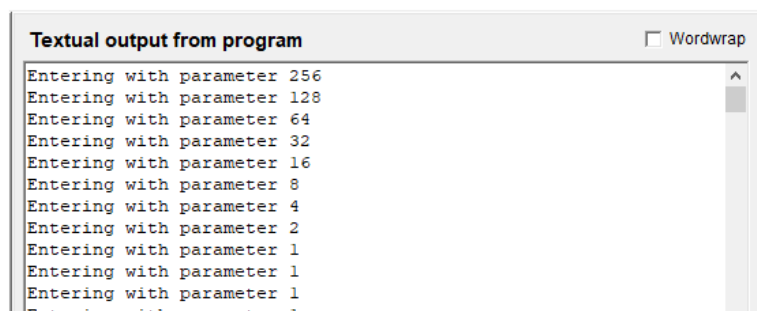 Textual output from program
Wordwrap
Entering with parameter 256
Entering with parameter 128
Entering with parameter 64
Entering with parameter 32
Entering with parameter 16
Entering with parameter 8
Entering with parameter 4
Entering with parameter 2
Entering with parameter 1
Entering with parameter 1
Entering with parameter 1